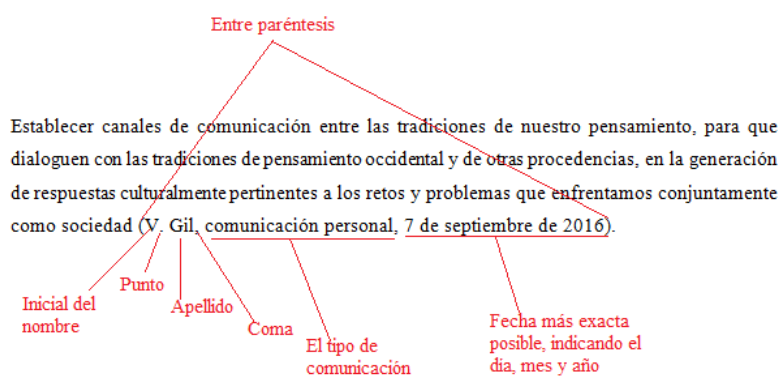 Entre paréntesis
Establecer canales de comunicación entre las tradiciones de nuestro pensamiento, para que
dialoguen con las tradiciones de pensamiento occidental y de otras procedencias, en la generación
de respuestas culturalmente pertinentes a los retos y problemas que enfrentamos conjuntamente
como sociedad (V. Gil, comunicación personal, 7 de septiembre de 2016).
Inicial del
nombre
Punto
Apellido
Coma
El tipo de
comunicación
Fecha más exacta
posible, indicando el
día, mes y año